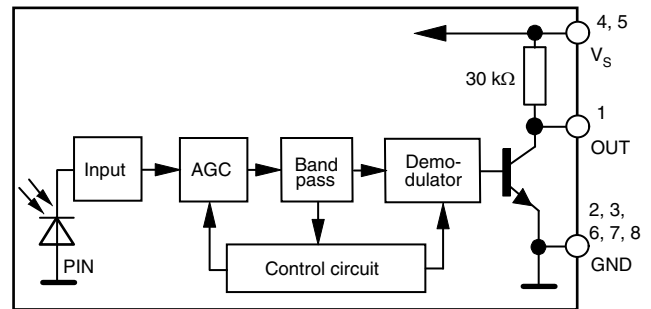 4, 5
V_S
30 kΩ
1
OUT
Input
AGC
Band
pass
Demo-
dulator
2, 3,
6, 7, 8
GND
PIN
Control circuit